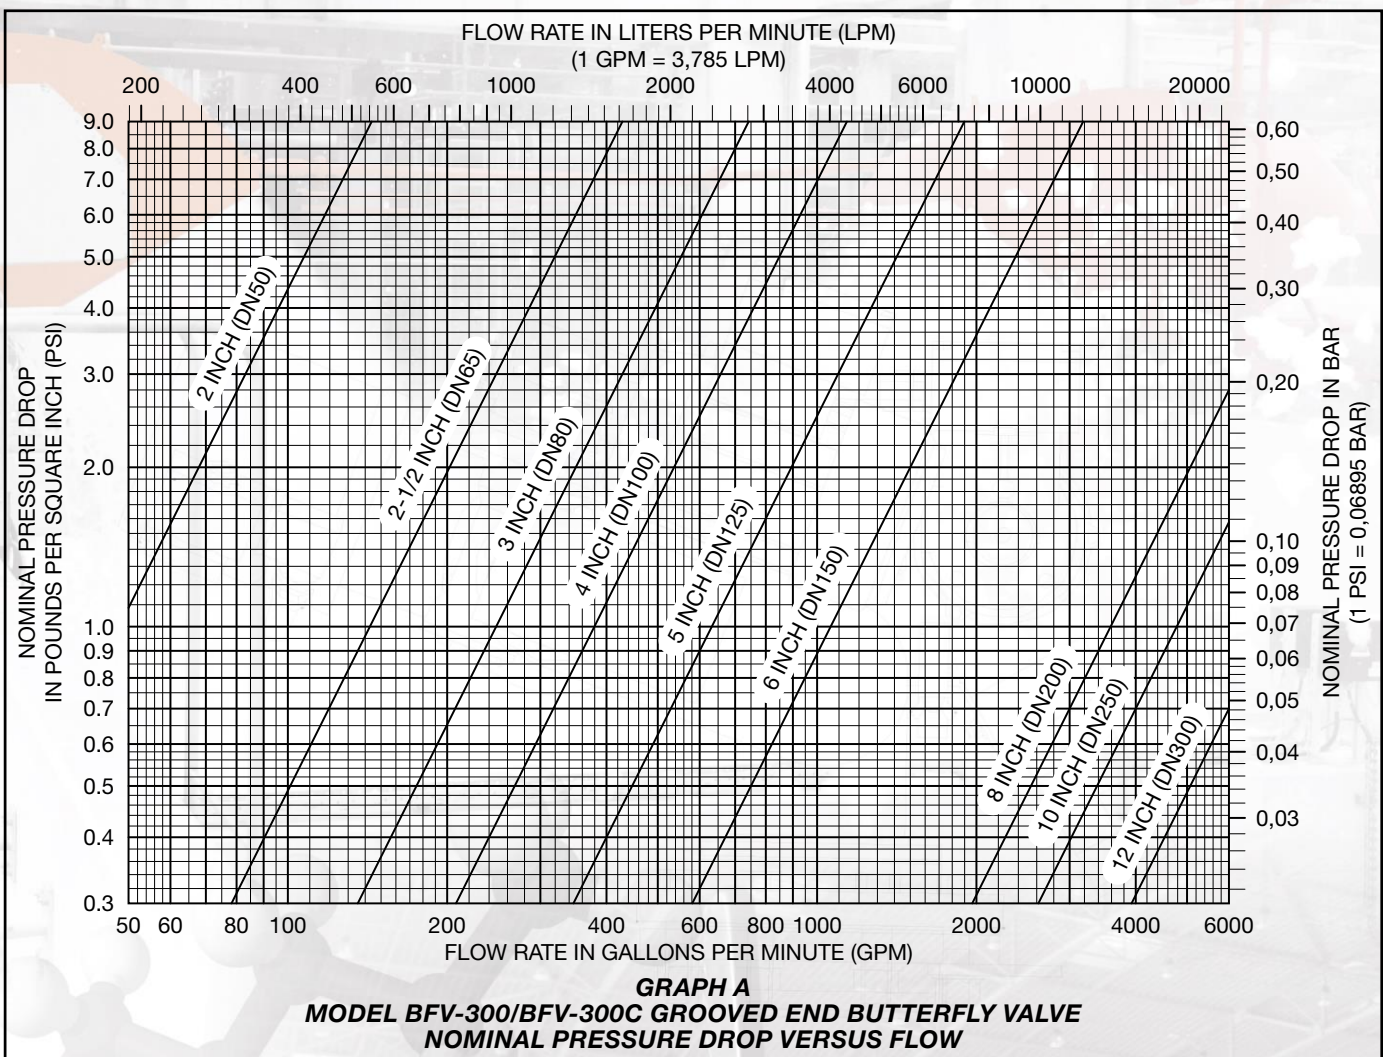 FLOW RATE IN LITERS PER MINUTE (LPM)
(1 GPM = 3,785 LPM)
200 400 600 1000 2000 4000 6000 10000 20000
NOMINAL PRESSURE DROP
IN POUNDS PER SQUARE INCH (PSI)
9.0
8.0
7.0
6.0
5.0
4.0
3.0
2.0
1.0
0.9
0.8
0.7
0.6
0.5
0.4
0.3
2 INCH (DN50)
2-1/2 INCH (DN65)
3 INCH (DN80)
4 INCH (DN100)
5 INCH (DN125)
6 INCH (DN150)
8 INCH (DN200)
10 INCH (DN250)
12 INCH (DN300)
0,60
0,50
0,40
0,30
0,20
0,10
0,09
0,08
0,07
0,06
0,05
0,04
0,03
NOMINAL PRESSURE DROP IN BAR
(1 PSI = 0,06895 BAR)
50 60 80 100 200 400 600 800 1000 2000 4000 6000
FLOW RATE IN GALLONS PER MINUTE (GPM)
GRAPH A
MODEL BFV-300/BFV-300C GROOVED END BUTTERFLY VALVE
NOMINAL PRESSURE DROP VERSUS FLOW